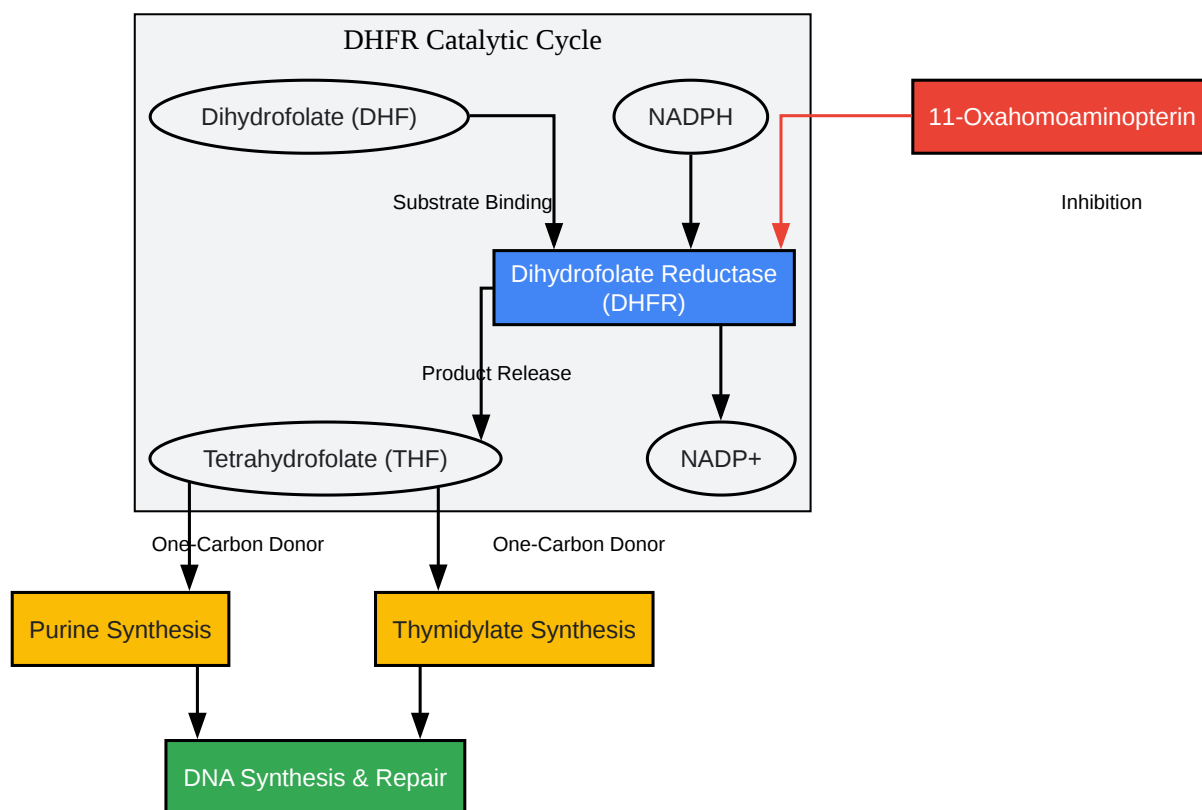 DHFR Catalytic Cycle
Dihydrofolate (DHF)
NADPH
11-Oxahomoaminopterin
Substrate Binding
Inhibition
Dihydrofolate Reductase
(DHFR)
Product Release
Tetrahydrofolate (THF)
NADP+
One-Carbon Donor
One-Carbon Donor
Purine Synthesis
Thymidylate Synthesis
DNA Synthesis & Repair